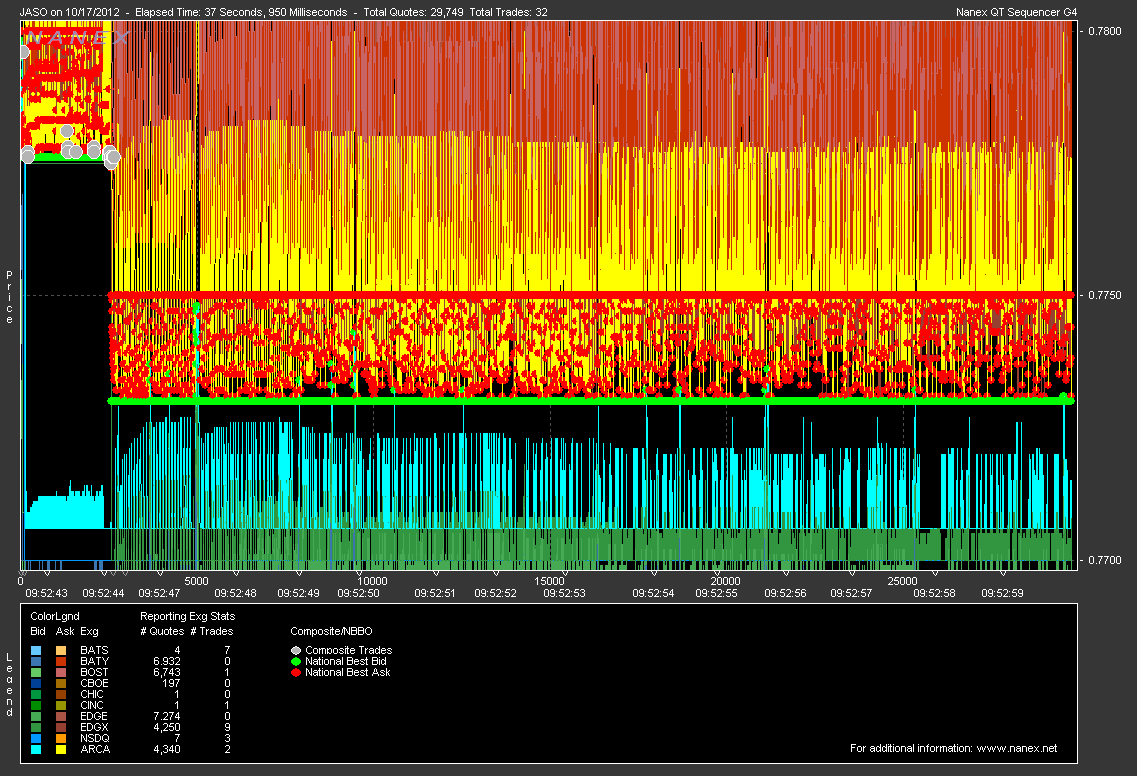 JASO on 10/17/2012 - Elapsed Time: 37 Seconds, 950 Milliseconds - Total Quotes: 29,749 Total Trades: 32
Nanex QT Sequencer G4
NANEX
0.7800
Price
0.7750
0.7700
0 5000 10000 15000 20000 25000
09:52:43 09:52:44 09:52:47 09:52:48 09:52:49 09:52:50 09:52:51 09:52:52 09:52:53 09:52:54 09:52:55 09:52:56 09:52:57 09:52:58 09:52:59
Legend
ColorLgnd Reporting Exg Stats
Bid Ask Exg # Quotes # Trades Composite/NBBO
BATS 4 7 Composite Trades
BATY 6,932 0 National Best Bid
BOST 6,743 1 National Best Ask
CBOE 197 0
CHIC 1 0
CINC 1 1
EDGE 7,274 0
EDGX 4,250 9
NSDQ 7 3
ARCA 4,340 2
For additional information: www.nanex.net